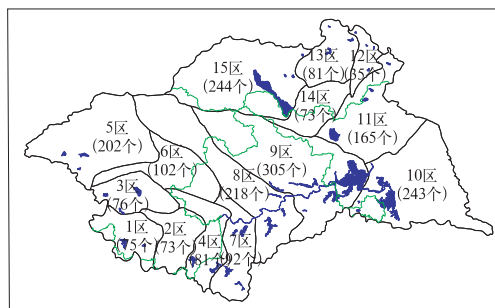 13区
(81个)
12区
(35个)
15区
(244个)
14区
(73个)
11区
(165个)
5区
(202个)
9区
(305个)
6区
(102个)
10区
(243个)
8区
(218个)
3区
(76个)
1区
2区
(73个)
4区
7区